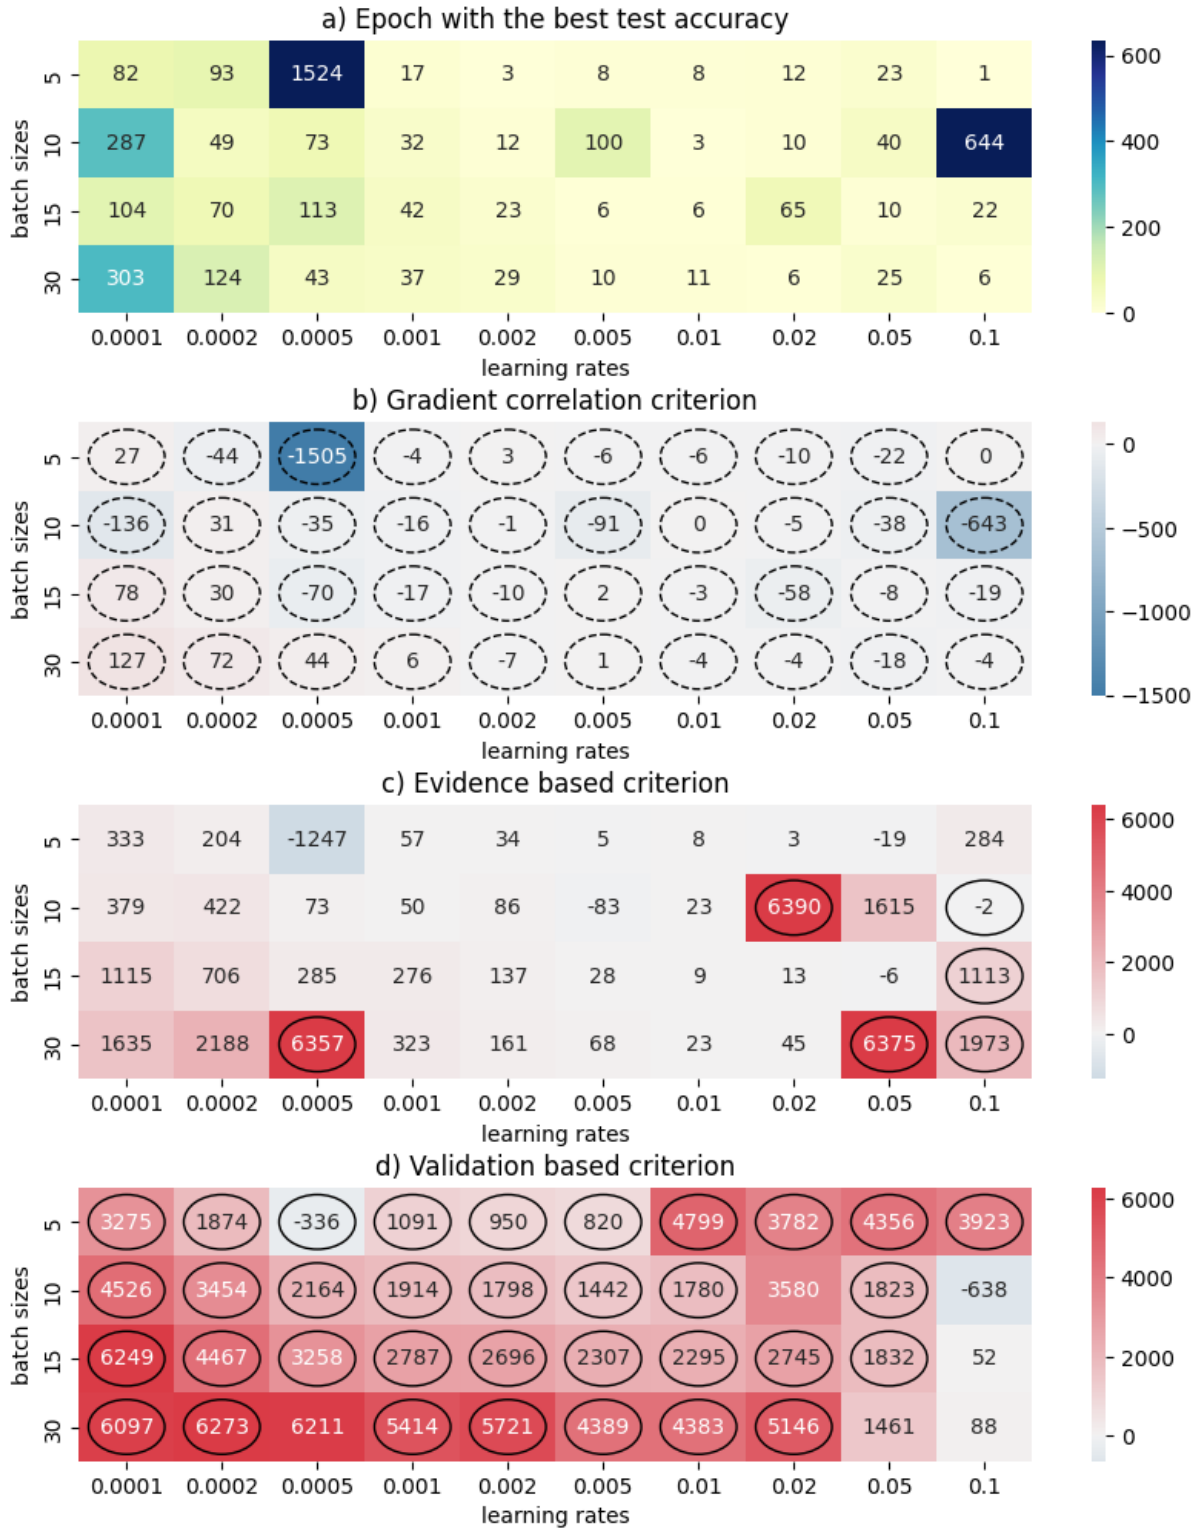 a) Epoch with the best test accuracy
5 82 93 1524 17 3 8 8 12 23 1
10 287 49 73 32 12 100 3 10 40 644
15 104 70 113 42 23 6 6 65 10 22
30 303 124 43 37 29 10 11 6 25 6
batch sizes
0.0001 0.0002 0.0005 0.001 0.002 0.005 0.01 0.02 0.05 0.1
learning rates
600
400
200
0
b) Gradient correlation criterion
5 27 -44 -1505 -4 3 -6 -6 -10 -22 0
10 -136 31 -35 -16 -1 -91 0 -5 -38 -643
15 78 30 -70 -17 -10 2 -3 -58 -8 -19
30 127 72 44 6 -7 1 -4 -4 -18 -4
batch sizes
0.0001 0.0002 0.0005 0.001 0.002 0.005 0.01 0.02 0.05 0.1
learning rates
0
−500
−1000
−1500
c) Evidence based criterion
5 333 204 -1247 57 34 5 8 3 -19 284
10 379 422 73 50 86 -83 23 6390 1615 -2
15 1115 706 285 276 137 28 9 13 -6 1113
30 1635 2188 6357 323 161 68 23 45 6375 1973
batch sizes
0.0001 0.0002 0.0005 0.001 0.002 0.005 0.01 0.02 0.05 0.1
learning rates
6000
4000
2000
0
d) Validation based criterion
5 3275 1874 -336 1091 950 820 4799 3782 4356 3923
10 4526 3454 2164 1914 1798 1442 1780 3580 1823 -638
15 6249 4467 3258 2787 2696 2307 2295 2745 1832 52
30 6097 6273 6211 5414 5721 4389 4383 5146 1461 88
batch sizes
0.0001 0.0002 0.0005 0.001 0.002 0.005 0.01 0.02 0.05 0.1
learning rates
6000
4000
2000
0